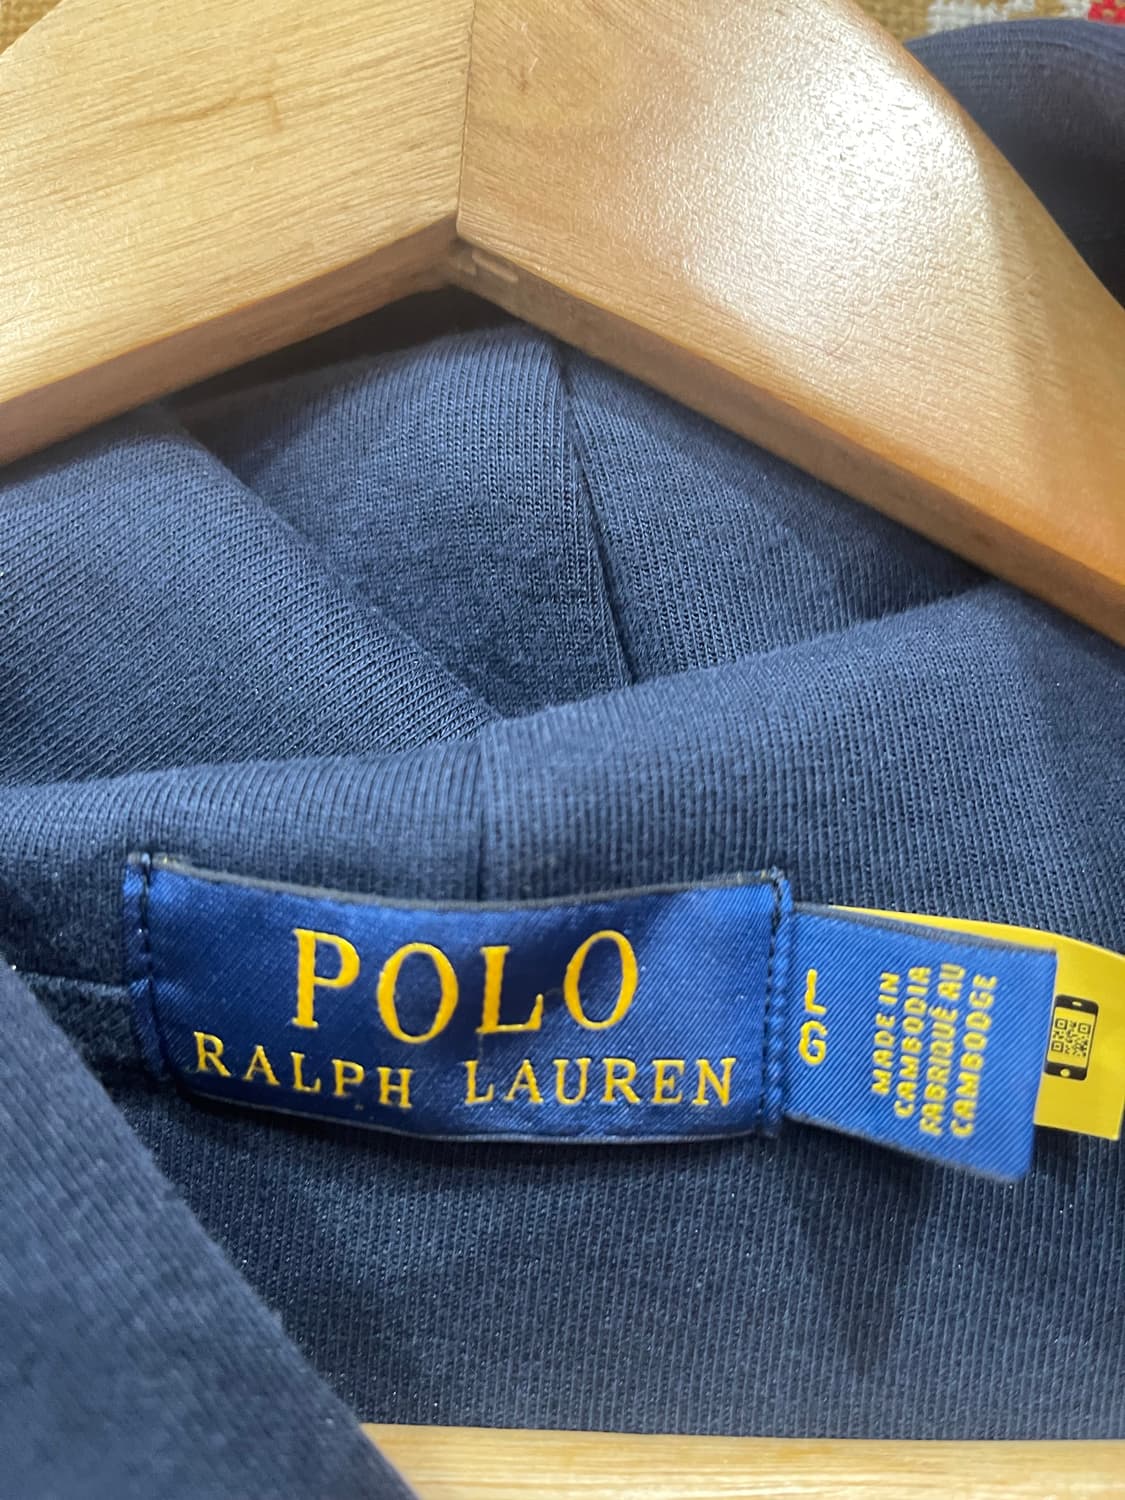 POLO
RALPH LAUREN
L
G
MADE IN
CAMBODIA
FABRIQUÉ AU
CAMBODGE